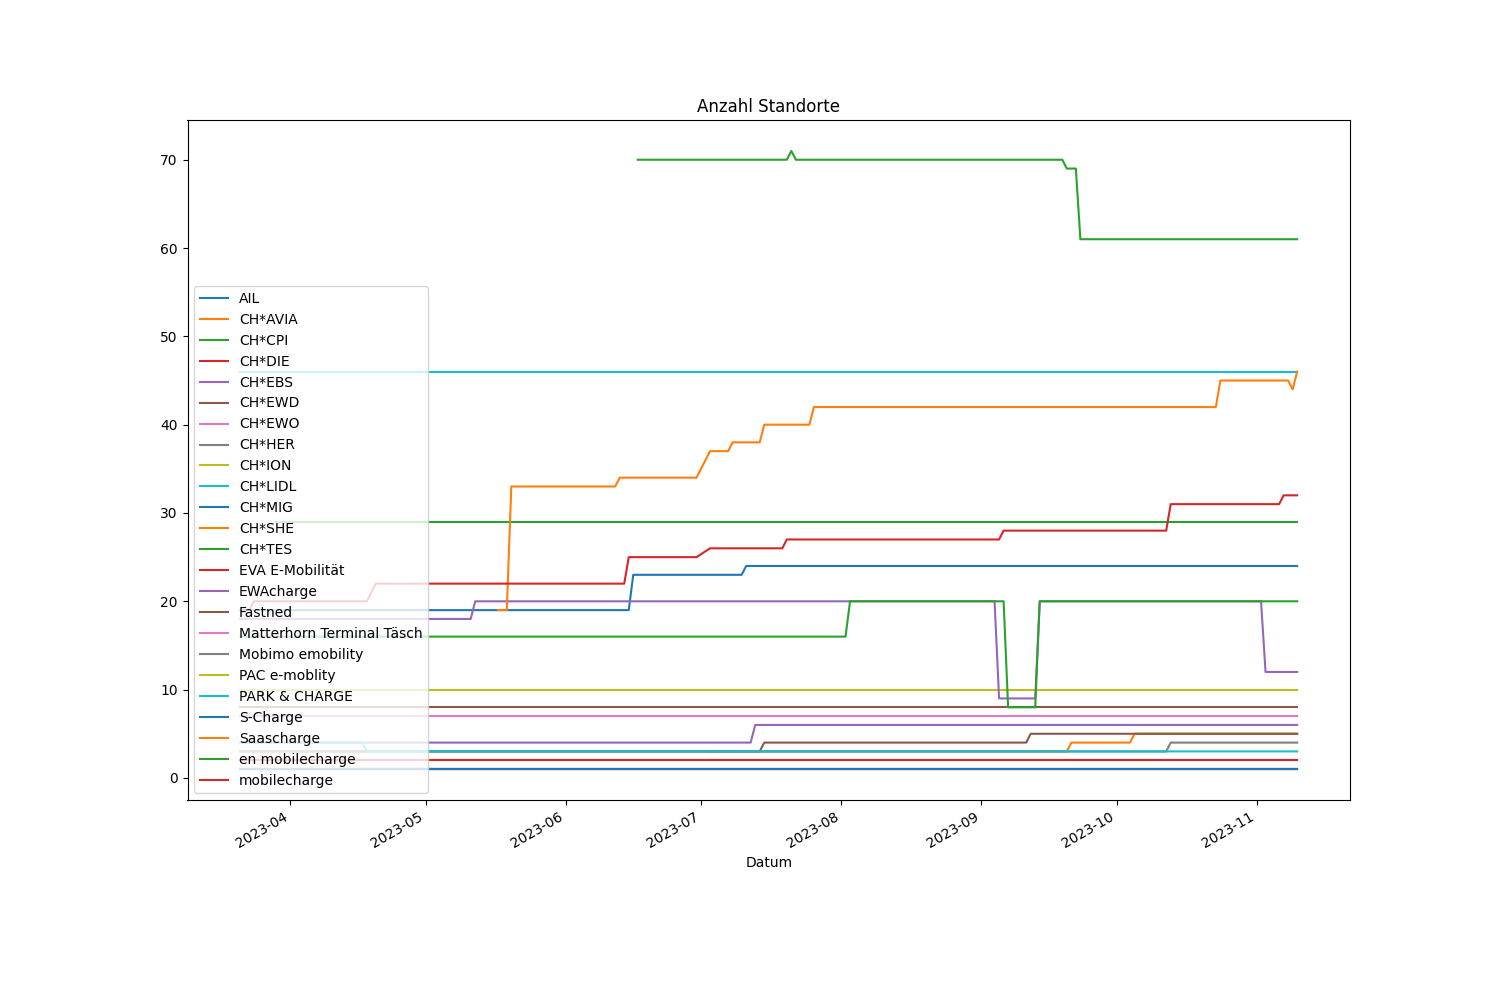 Anzahl Standorte
70
60
50
40
30
20
10
0
AIL
CH*AVIA
CH*CPI
CH*DIE
CH*EBS
CH*EWD
CH*EWO
CH*HER
CH*ION
CH*LIDL
CH*MIG
CH*SHE
CH*TES
EVA E-Mobilität
EWAcharge
Fastned
Matterhorn Terminal Täsch
Mobimo emobility
PAC e-moblity
PARK & CHARGE
S-Charge
Saascharge
en mobilecharge
mobilecharge
2023-04 2023-05 2023-06 2023-07 2023-08 2023-09 2023-10 2023-11
Datum